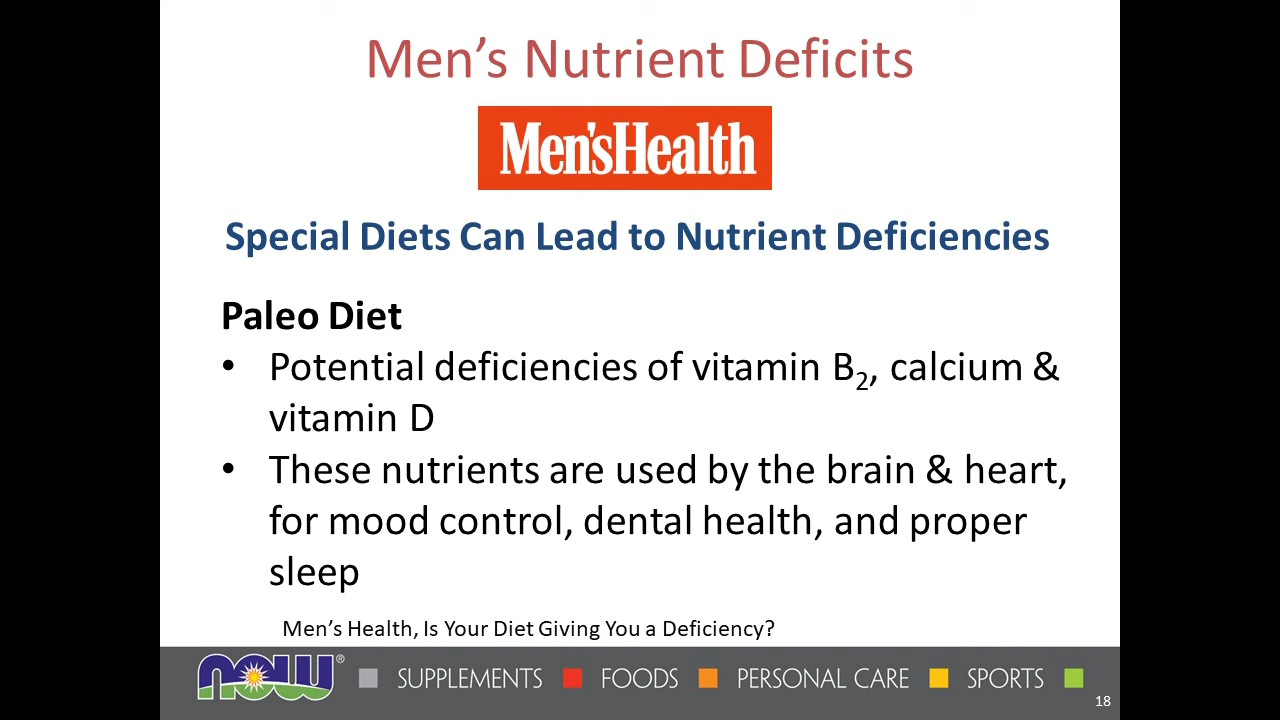 Men’s Nutrient Deficits
Men'sHealth
Special Diets Can Lead to Nutrient Deficiencies
Paleo Diet
• Potential deficiencies of vitamin B₂, calcium &
vitamin D
• These nutrients are used by the brain & heart,
for mood control, dental health, and proper
sleep
Men’s Health, Is Your Diet Giving You a Deficiency?
now® SUPPLEMENTS FOODS PERSONAL CARE SPORTS
18